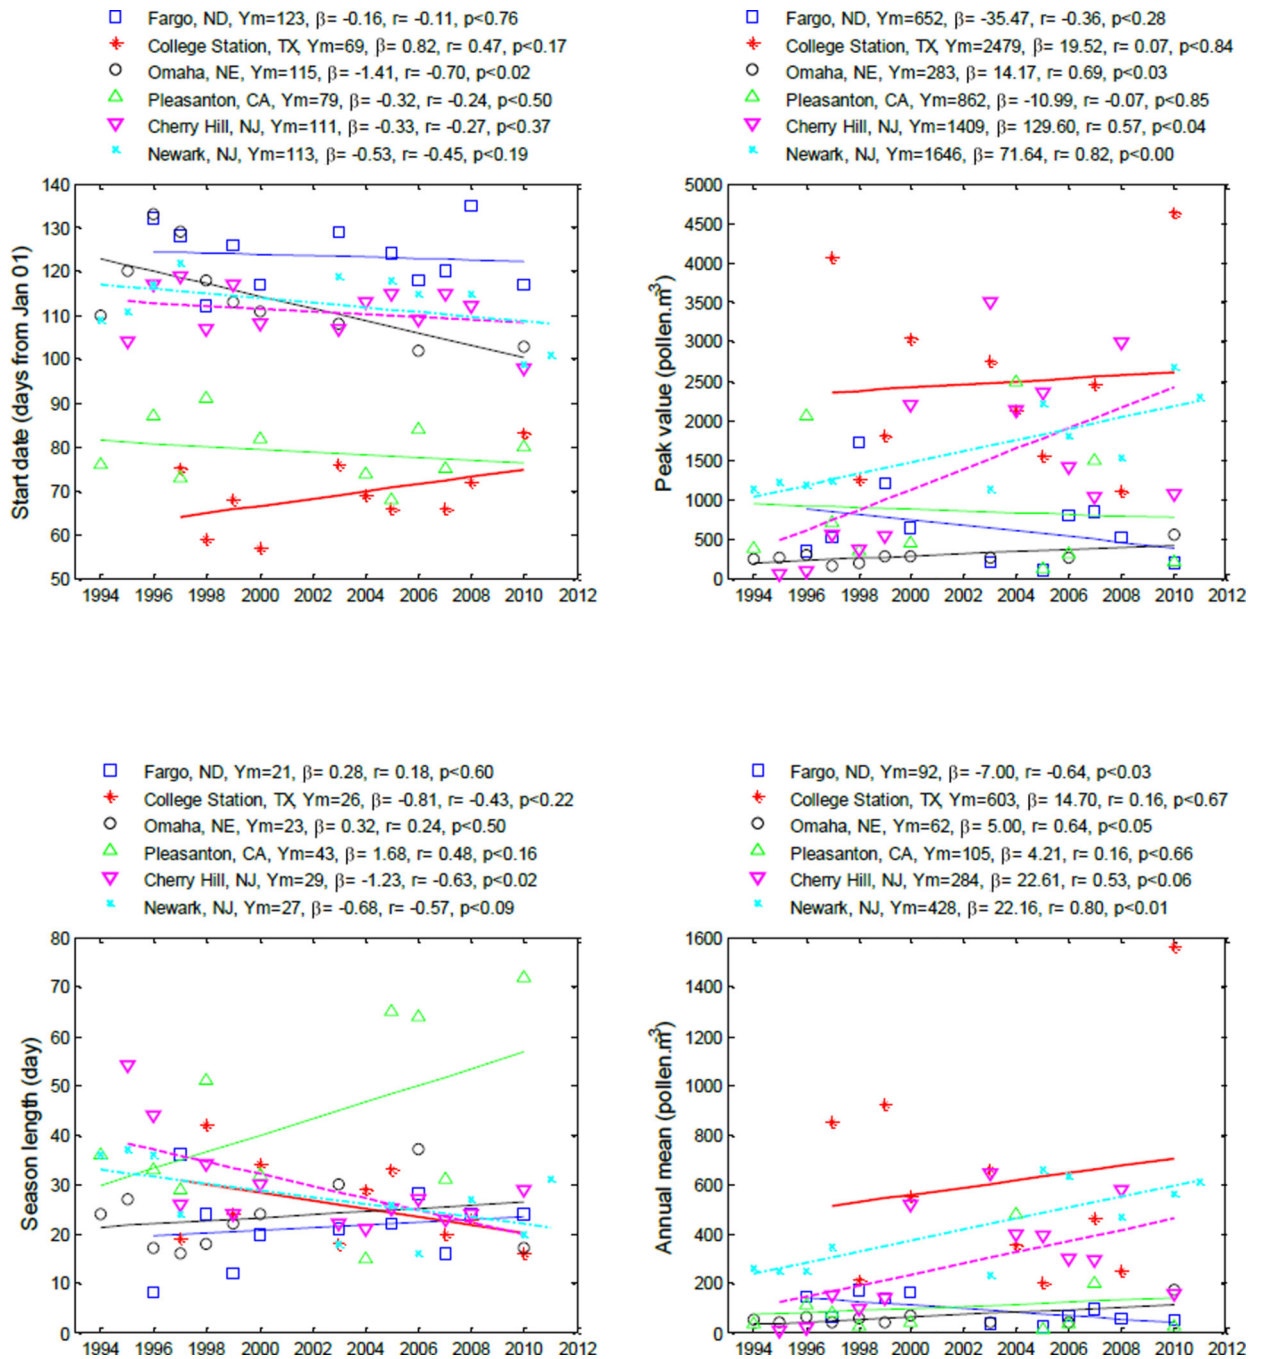 Fargo, ND, Ym=123, β= -0.16, r= -0.11, p<0.76
College Station, TX, Ym=69, β= 0.82, r= 0.47, p<0.17
Omaha, NE, Ym=115, β= -1.41, r= -0.70, p<0.02
Pleasanton, CA, Ym=79, β= -0.32, r= -0.24, p<0.50
Cherry Hill, NJ, Ym=111, β= -0.33, r= -0.27, p<0.37
Newark, NJ, Ym=113, β= -0.53, r= -0.45, p<0.19
140
130
120
110
100
90
80
70
60
50
Start date (days from Jan 01)
1994 1996 1998 2000 2002 2004 2006 2008 2010 2012
Fargo, ND, Ym=652, β= -35.47, r= -0.36, p<0.28
College Station, TX, Ym=2479, β= 19.52, r= 0.07, p<0.84
Omaha, NE, Ym=283, β= 14.17, r= 0.69, p<0.03
Pleasanton, CA, Ym=862, β= -10.99, r= -0.07, p<0.85
Cherry Hill, NJ, Ym=1409, β= 129.60, r= 0.57, p<0.04
Newark, NJ, Ym=1646, β= 71.64, r= 0.82, p<0.00
5000
4500
4000
3500
3000
2500
2000
1500
1000
500
0
Peak value (pollen.m³)
1994 1996 1998 2000 2002 2004 2006 2008 2010 2012
Fargo, ND, Ym=21, β= 0.28, r= 0.18, p<0.60
College Station, TX, Ym=26, β= -0.81, r= -0.43, p<0.22
Omaha, NE, Ym=23, β= 0.32, r= 0.24, p<0.50
Pleasanton, CA, Ym=43, β= 1.68, r= 0.48, p<0.16
Cherry Hill, NJ, Ym=29, β= -1.23, r= -0.63, p<0.02
Newark, NJ, Ym=27, β= -0.68, r= -0.57, p<0.09
80
70
60
50
40
30
20
10
0
Season length (day)
1994 1996 1998 2000 2002 2004 2006 2008 2010 2012
Fargo, ND, Ym=92, β= -7.00, r= -0.64, p<0.03
College Station, TX, Ym=603, β= 14.70, r= 0.16, p<0.67
Omaha, NE, Ym=62, β= 5.00, r= 0.64, p<0.05
Pleasanton, CA, Ym=105, β= 4.21, r= 0.16, p<0.66
Cherry Hill, NJ, Ym=284, β= 22.61, r= 0.53, p<0.06
Newark, NJ, Ym=428, β= 22.16, r= 0.80, p<0.01
1600
1400
1200
1000
800
600
400
200
0
Annual mean (pollen.m³)
1994 1996 1998 2000 2002 2004 2006 2008 2010 2012